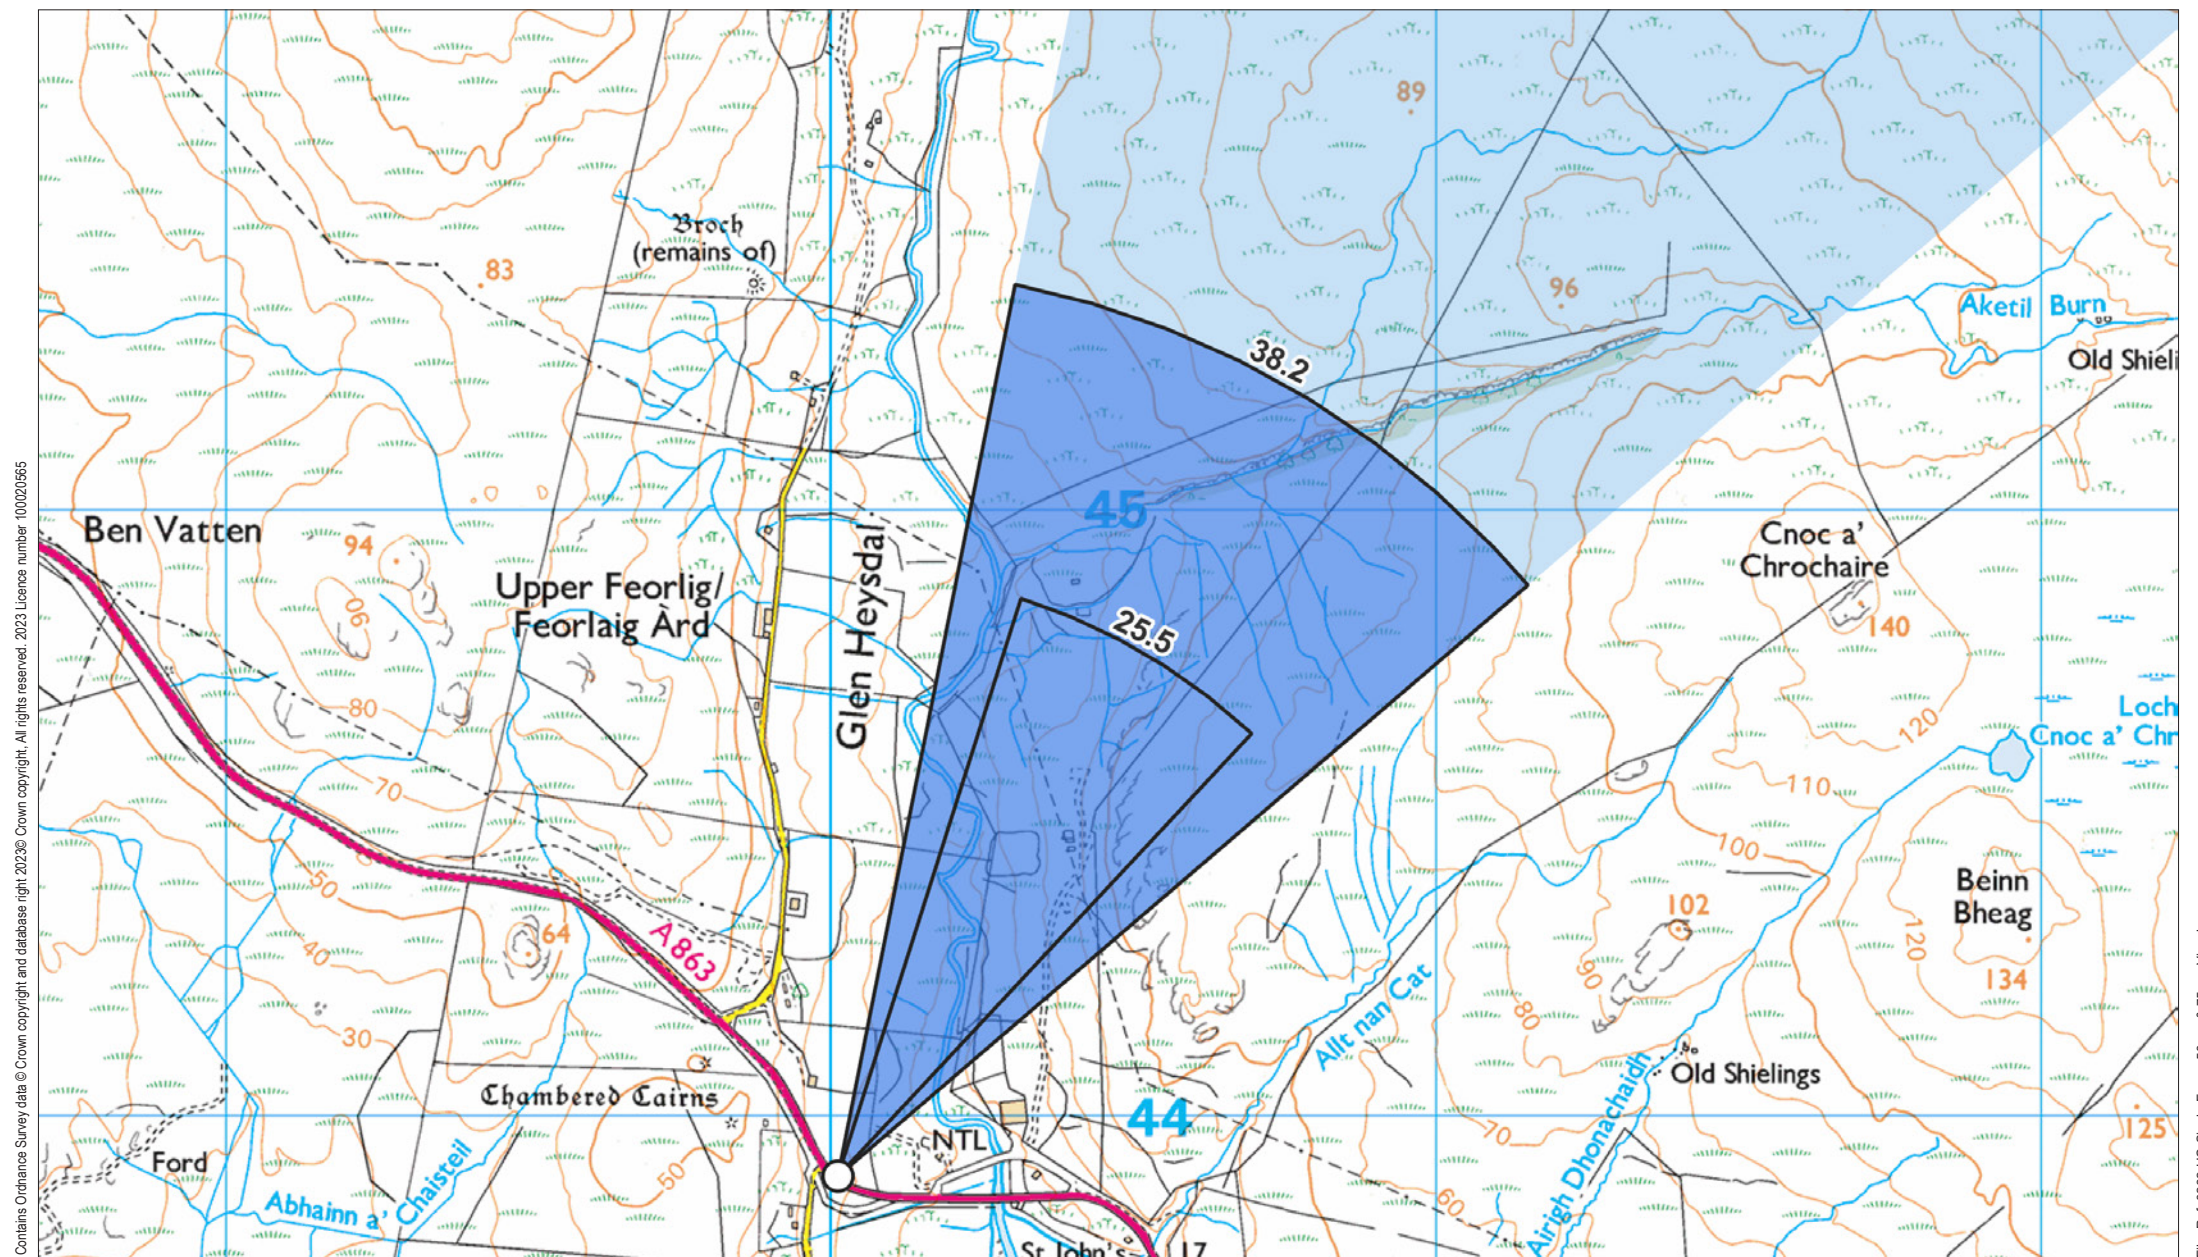 89
Broch
(remains of)
83
96
Aketil Burn
Old Shieli
38.2
45
Ben Vatten
94
Cnoc a'
Chrochaire
Upper Feorlig/
Feorlaig Àrd
Glen Heysdal
90
25.5
140
80
120
Loch
Cnoc a' Chr
70
110
100
50
Beinn
Bheag
102
64
A 863
120
40
90
134
80
30
Allt nan Cat
Old Shielings
Chambered Cairns
44
125
NTL
70
Ford
50
Airigh Dhonachaidh
60
Abhainn a' Chaisteil
St John's
17
Contains Ordnance Survey data © Crown copyright and database right 2023© Crown copyright, All rights reserved. 2023 Licence number 100020565